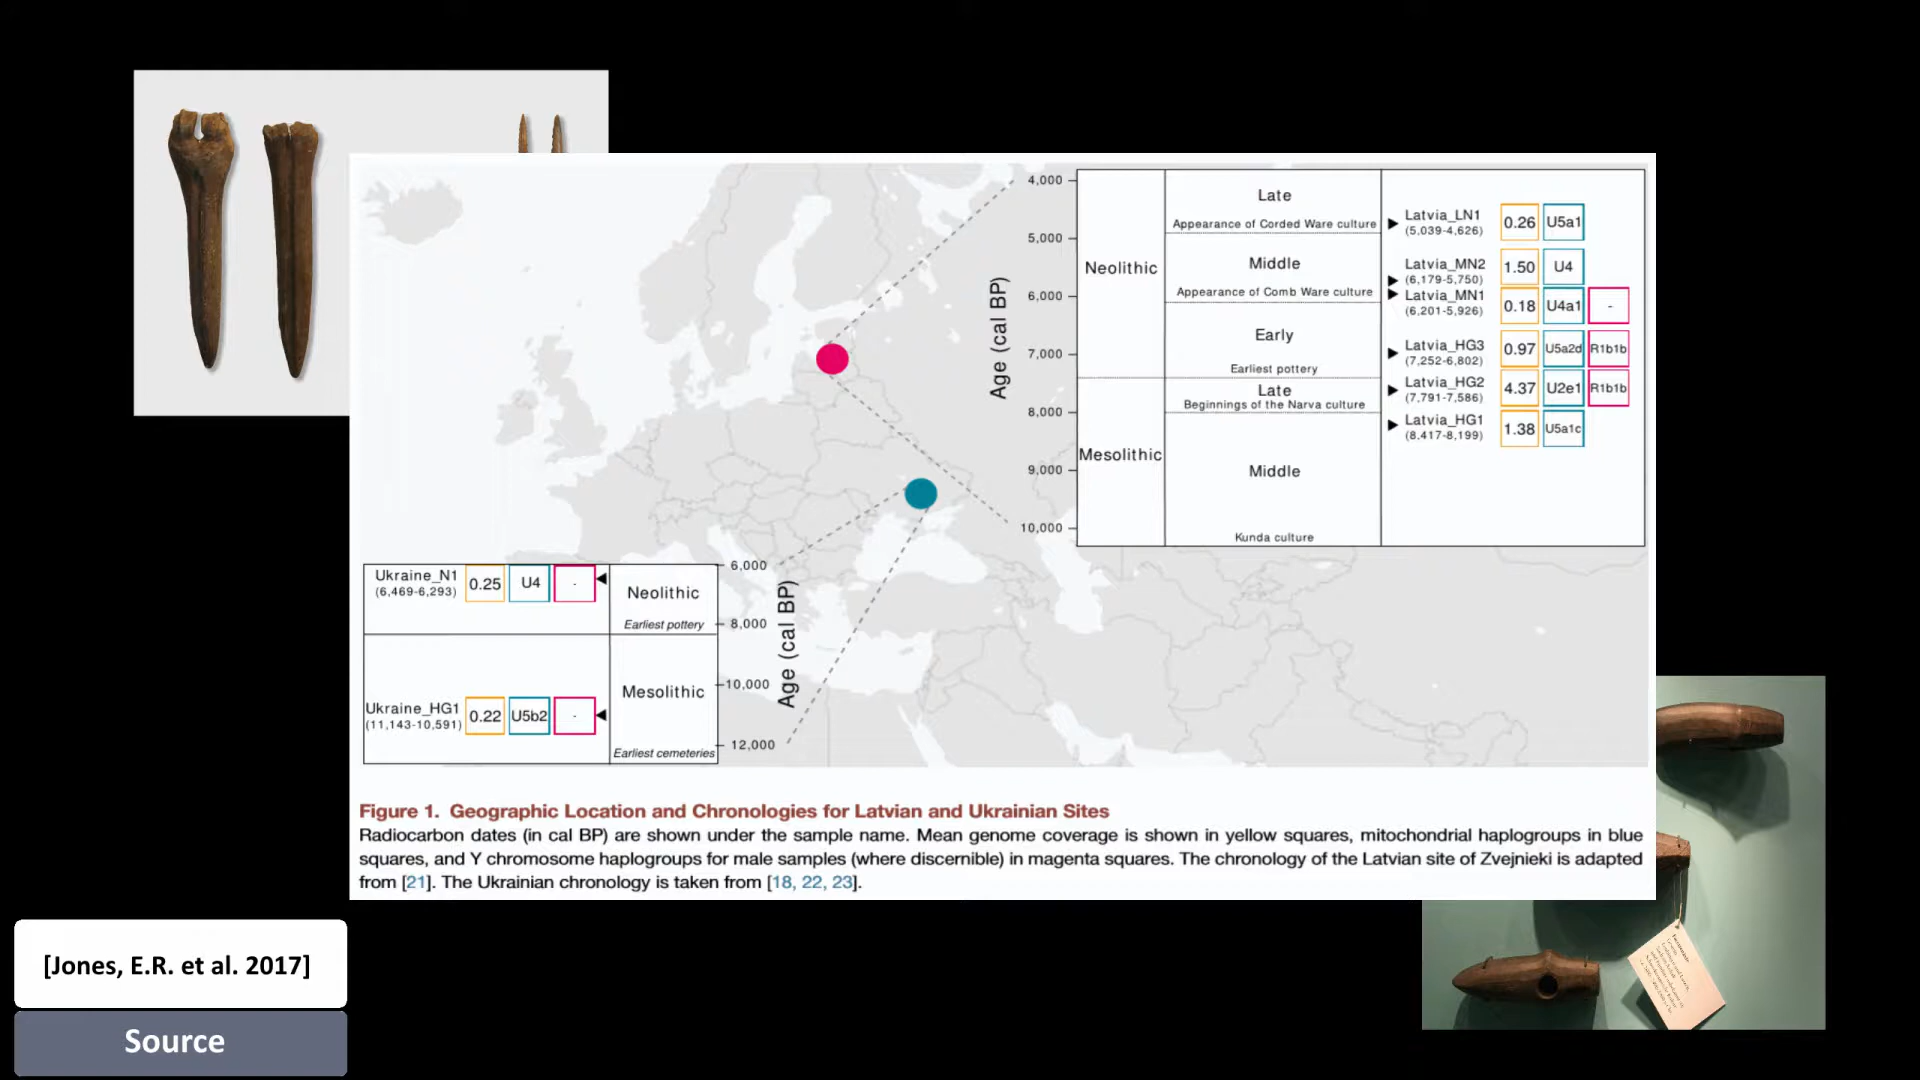 4,000
5,000
6,000
7,000
8,000
9,000
10,000
Age (cal BP)
Neolithic
Late
Appearance of Corded Ware culture
Middle
Appearance of Comb Ware culture
Early
Earliest pottery
Mesolithic
Late
Beginnings of the Narva culture
Middle
Kunda culture
Latvia_LN1 0.26 U5a1
(5,039-4,626)
Latvia_MN2 1.50 U4
(6,179-5,750)
Latvia_MN1 0.18 U4a1 -
(6,201-5,926)
Latvia_HG3 0.97 U5a2d R1b1b
(7,252-6,802)
Latvia_HG2 4.37 U2e1 R1b1b
(7,791-7,586)
Latvia_HG1 1.38 U5a1c
(8,417-8,199)
Ukraine_N1 0.25 U4 -
(6,469-6,293)
Neolithic
Earliest pottery
Ukraine_HG1 0.22 U5b2 -
(11,143-10,591)
Mesolithic
Earliest cemeteries
6,000
8,000
10,000
12,000
Age (cal BP)
Figure 1. Geographic Location and Chronologies for Latvian and Ukrainian Sites
Radiocarbon dates (in cal BP) are shown under the sample name. Mean genome coverage is shown in yellow squares, mitochondrial haplogroups in blue
squares, and Y chromosome haplogroups for male samples (where discernible) in magenta squares. The chronology of the Latvian site of Zvejnieki is adapted
from [21]. The Ukrainian chronology is taken from [18, 22, 23].
[Jones, E.R. et al. 2017]
Source